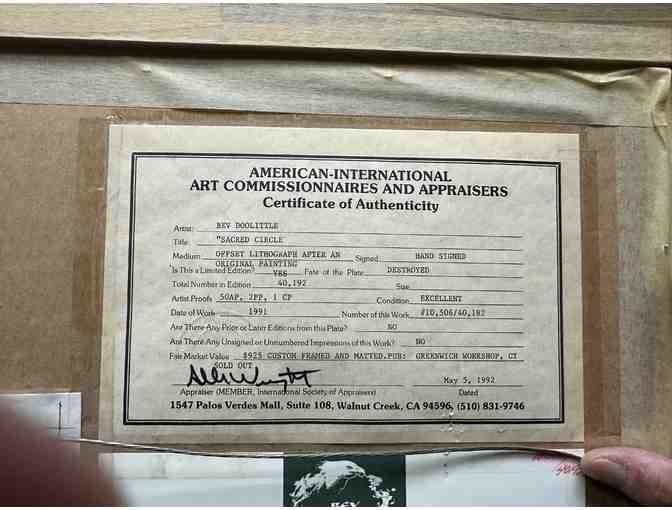 AMERICAN-INTERNATIONAL
ART COMMISSIONNAIRES AND APPRAISERS
Certificate of Authenticity
Artist: BEV DOOLITTLE
Title: "SACRED CIRCLE
Medium OFFSET LITHOGRAPH AFTER AN ORIGINAL PAINTING Signed HAND SIGNED
Is This a Limited Edition? YES Fate of the Plate DESTROYED
Total Number in Edition 40,192 Size
Artist Proofs 50AP, 2PP, 1 CP Condition EXCELLENT
Date of Work 1991 Number of this Work #10,506/40,182
Are There Any Prior or Later Editions from this Plate? NO
Are There Any Unsigned or Unnumbered Impressions of this Work? NO
Fair Market Value $925 CUSTOM FRAMED AND MATTED. PUB: GREENWICH WORKSHOP, CT
SOLD OUT
May 5, 1992
Appraiser (MEMBER, International Society of Appraisers) Dated
1547 Palos Verdes Mall, Suite 108, Walnut Creek, CA 94596, (510) 831-9746
BEV